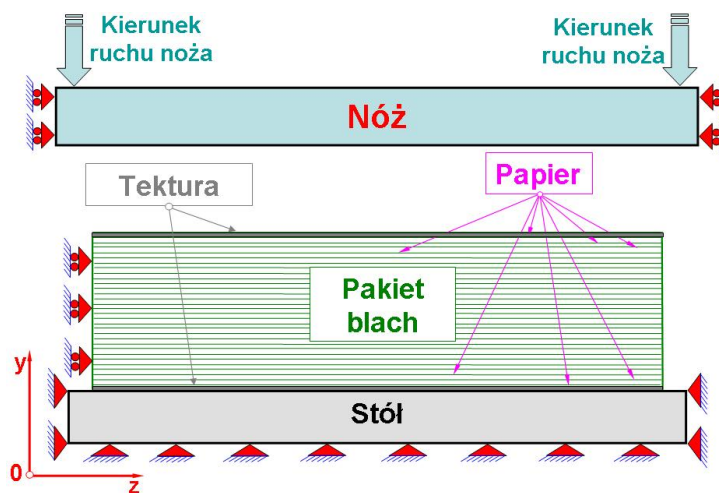 Kierunek
ruchu noża
Kierunek
ruchu noża
Nóż
Tektura
Papier
Pakiet
blach
y
Stół
0
z